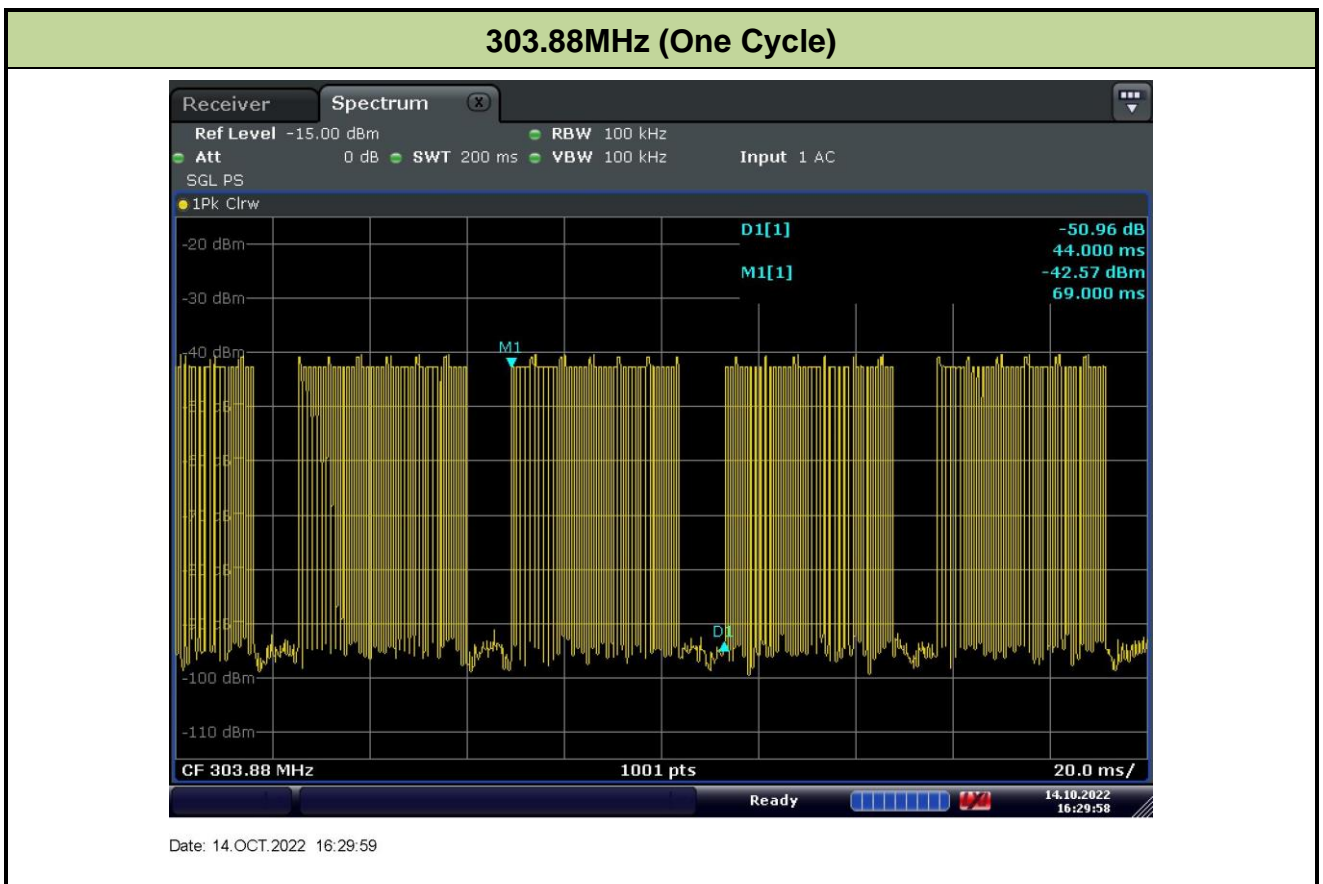 303.88MHz (One Cycle)
Receiver Spectrum X
Ref Level -15.00 dBm RBW 100 kHz
Att 0 dB SWT 200 ms VBW 100 kHz Input 1 AC
SGL PS
1Pk Clrw
D1[1] -50.96 dB
44.000 ms
M1[1] -42.57 dBm
69.000 ms
-20 dBm
-30 dBm
-40 dBm
M1
D1
-100 dBm
-110 dBm
CF 303.88 MHz 1001 pts 20.0 ms/
Ready 14.10.2022
16:29:58
Date: 14.OCT.2022 16:29:59